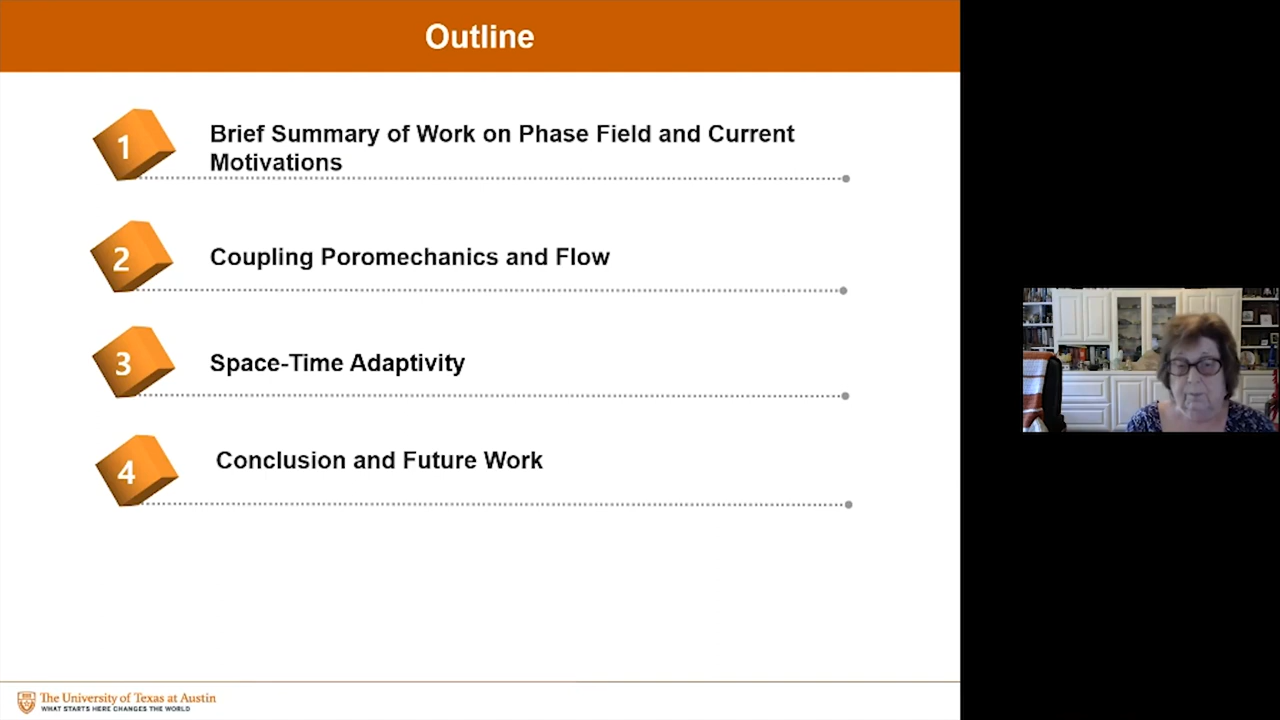 Outline
1
Brief Summary of Work on Phase Field and Current
Motivations
2
Coupling Poromechanics and Flow
3
Space-Time Adaptivity
4
Conclusion and Future Work
The University of Texas at Austin
WHAT STARTS HERE CHANGES THE WORLD